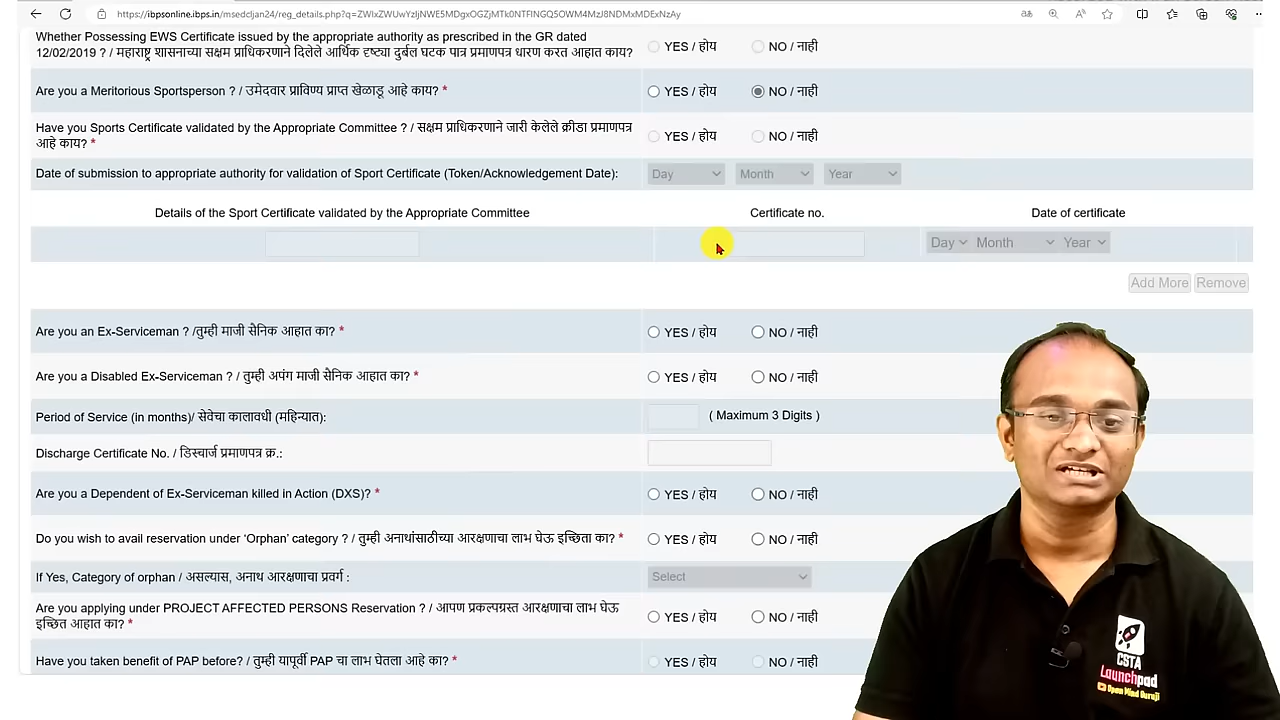 https://ibpsonline.ibps.in/msedcljan24/reg_details.php?q=ZWIxZWUwYzljNWE5MDgxOGZjMTk0NTFINGQ5OWM4MzJ8NDMxMDExNzAy
Whether Possessing EWS Certificate issued by the appropriate authority as prescribed in the GR dated
12/02/2019 ? / महाराष्ट्र शासनाच्या सक्षम प्राधिकरणाने दिलेले आर्थिक दृष्ट्या दुर्बल घटक पात्र प्रमाणपत्र धारण करत आहात काय?
YES / होय NO / नाही
Are you a Meritorious Sportsperson ? / उमेदवार प्राविण्य प्राप्त खेळाडू आहे काय? *
YES / होय NO / नाही
Have you Sports Certificate validated by the Appropriate Committee ? / सक्षम प्राधिकरणाने जारी केलेले क्रीडा प्रमाणपत्र
आहे काय? *
YES / होय NO / नाही
Date of submission to appropriate authority for validation of Sport Certificate (Token/Acknowledgement Date):
Day Month Year
Details of the Sport Certificate validated by the Appropriate Committee Certificate no. Date of certificate
Day Month Year
Add More Remove
Are you an Ex-Serviceman ? /तुम्ही माजी सैनिक आहात का? *
YES / होय NO / नाही
Are you a Disabled Ex-Serviceman ? / तुम्ही अपंग माजी सैनिक आहात का? *
YES / होय NO / नाही
Period of Service (in months)/ सेवेचा कालावधी (महिन्यात):
( Maximum 3 Digits )
Discharge Certificate No. / डिस्चार्ज प्रमाणपत्र क्र.:
Are you a Dependent of Ex-Serviceman killed in Action (DXS)? *
YES / होय NO / नाही
Do you wish to avail reservation under ‘Orphan’ category ? / तुम्ही अनाथांसाठीच्या आरक्षणाचा लाभ घेऊ इच्छिता का? *
YES / होय NO / नाही
If Yes, Category of orphan / असल्यास, अनाथ आरक्षणाचा प्रवर्ग :
Select
Are you applying under PROJECT AFFECTED PERSONS Reservation ? / आपण प्रकल्पग्रस्त आरक्षणाचा लाभ घेऊ
इच्छित आहात का? *
YES / होय NO / नाही
Have you taken benefit of PAP before? / तुम्ही यापूर्वी PAP चा लाभ घेतला आहे का? *
YES / होय NO / नाही
CSTA
Launchpad
Open Mind Guruji